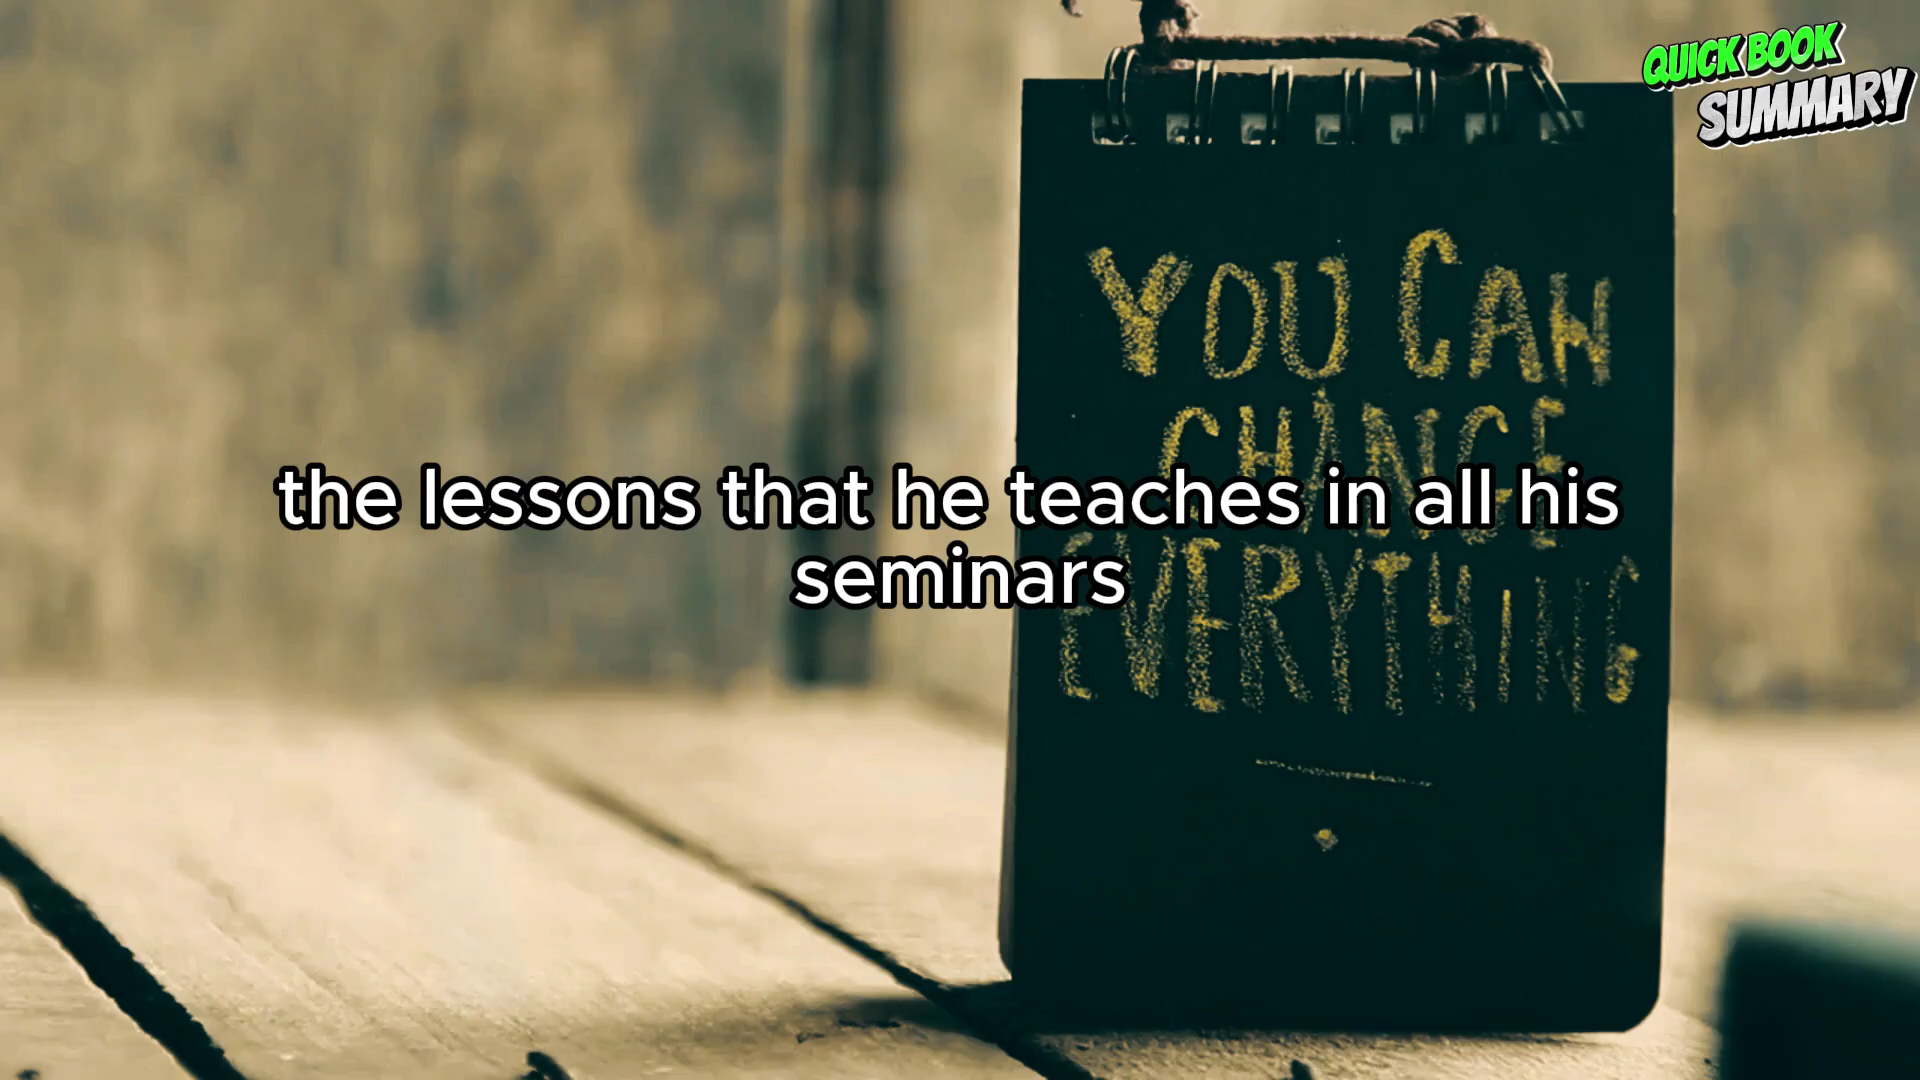 QUICK BOOK
SUMMARY
YOU CAN
CHANGE
the lessons that he teaches in all his
seminars
EVERYTHING